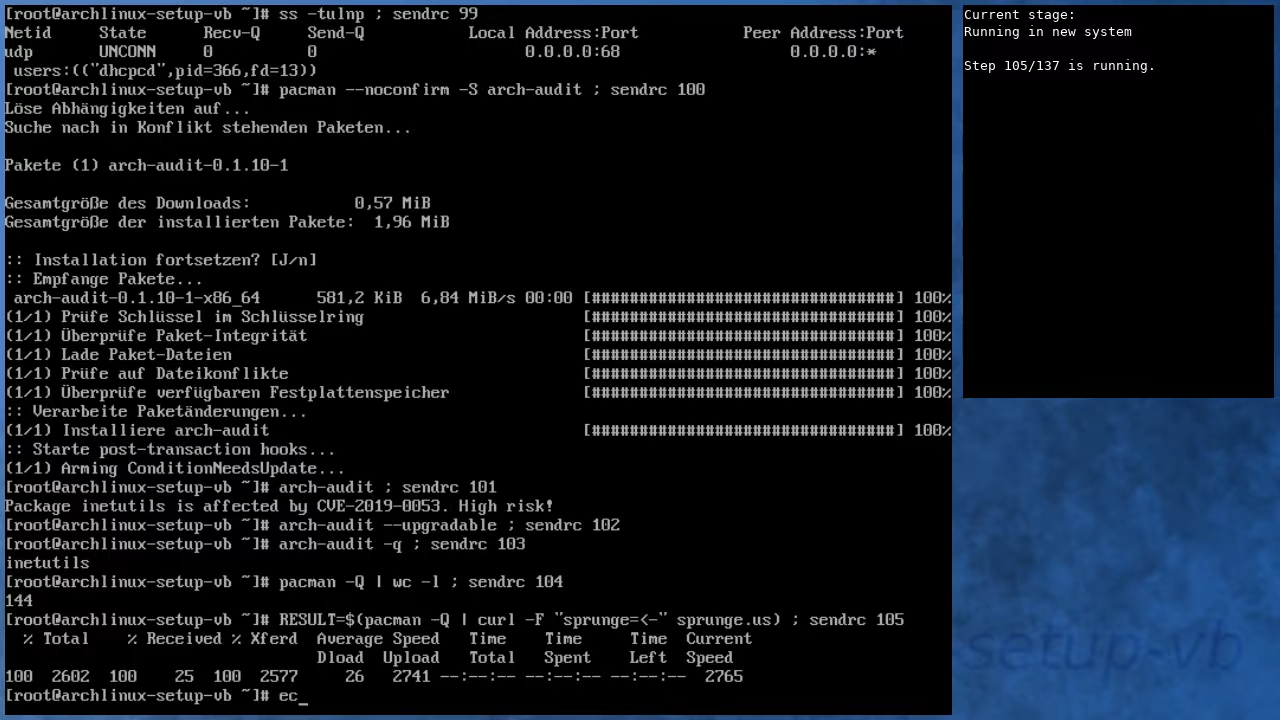 [root@archlinux-setup-vb ~]# ss -tulnp ; sendrc 99
Netid     State      Recv-Q     Send-Q           Local Address:Port           Peer Address:Port
udp       UNCONN     0          0                      0.0.0.0:68                  0.0.0.0:*
 users:(("dhcpcd",pid=366,fd=13))
[root@archlinux-setup-vb ~]# pacman --noconfirm -S arch-audit ; sendrc 100
Löse Abhängigkeiten auf...
Suche nach in Konflikt stehenden Paketen...
Pakete (1) arch-audit-0.1.10-1
Gesamtgröße des Downloads:           0,57 MiB
Gesamtgröße der installierten Pakete:  1,96 MiB
:: Installation fortsetzen? [J/n]
:: Empfange Pakete...
 arch-audit-0.1.10-1-x86_64      581,2 KiB  6,84 MiB/s 00:00 [################################] 100%
(1/1) Prüfe Schlüssel im Schlüsselring                       [################################] 100%
(1/1) Überprüfe Paket-Integrität                             [################################] 100%
(1/1) Lade Paket-Dateien                                     [################################] 100%
(1/1) Prüfe auf Dateikonflikte                               [################################] 100%
(1/1) Überprüfe verfügbaren Festplattenspeicher              [################################] 100%
:: Verarbeite Paketänderungen...
(1/1) Installiere arch-audit                                 [################################] 100%
:: Starte post-transaction hooks...
(1/1) Arming ConditionNeedsUpdate...
[root@archlinux-setup-vb ~]# arch-audit ; sendrc 101
Package inetutils is affected by CVE-2019-0053. High risk!
[root@archlinux-setup-vb ~]# arch-audit --upgradable ; sendrc 102
[root@archlinux-setup-vb ~]# arch-audit -q ; sendrc 103
inetutils
[root@archlinux-setup-vb ~]# pacman -Q | wc -l ; sendrc 104
144
[root@archlinux-setup-vb ~]# RESULT=$(pacman -Q | curl -F "sprunge=<-" sprunge.us) ; sendrc 105
  % Total    % Received % Xferd  Average Speed   Time    Time     Time  Current
                                 Dload  Upload   Total   Spent    Left  Speed
100  2602  100    25  100  2577     26   2741 --:--:-- --:--:-- --:--:--  2765
[root@archlinux-setup-vb ~]# ec_
Current stage:
Running in new system
Step 105/137 is running.
setup-vb